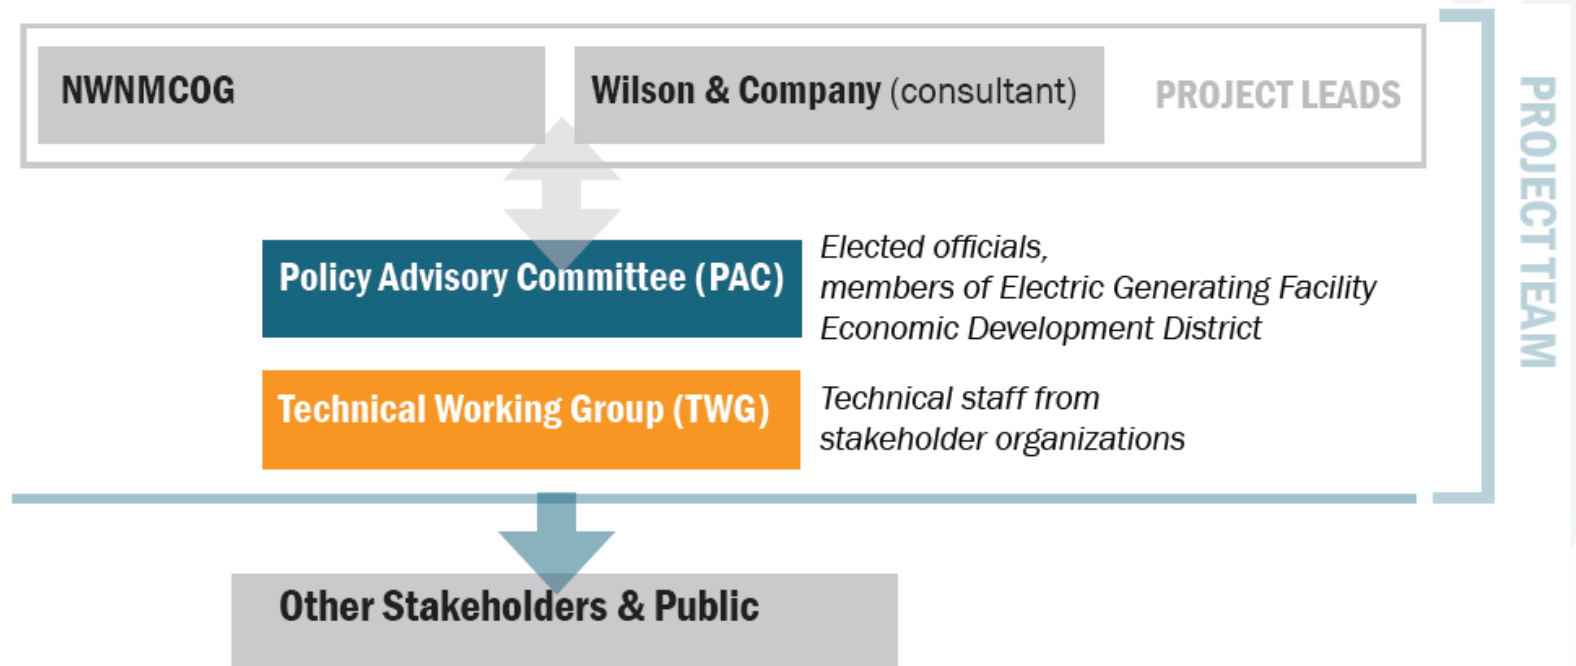 NWNMCOG
Wilson & Company (consultant)
PROJECT LEADS
PROJECT TEAM
Policy Advisory Committee (PAC)
Elected officials,
members of Electric Generating Facility
Economic Development District
Technical Working Group (TWG)
Technical staff from
stakeholder organizations
Other Stakeholders & Public